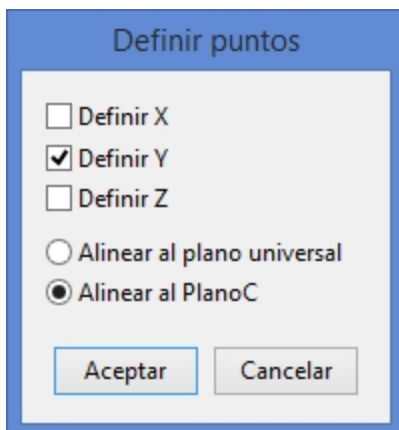 Definir puntos
Definir X
Definir Y
Definir Z
Alinear al plano universal
Alinear al PlanoC
Aceptar Cancelar